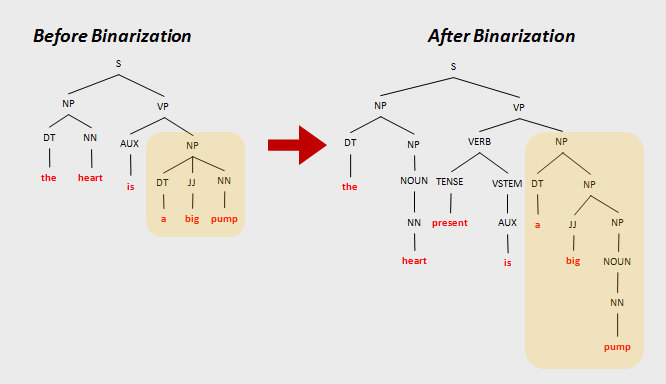 Before Binarization
S
NP VP
DT NN AUX NP
the heart is DT JJ NN
a big pump
After Binarization
S
NP VP
DT NP VERB NP
the NOUN TENSE VSTEM DT NP
NN present AUX a JJ NP
heart is big NOUN
NN
pump